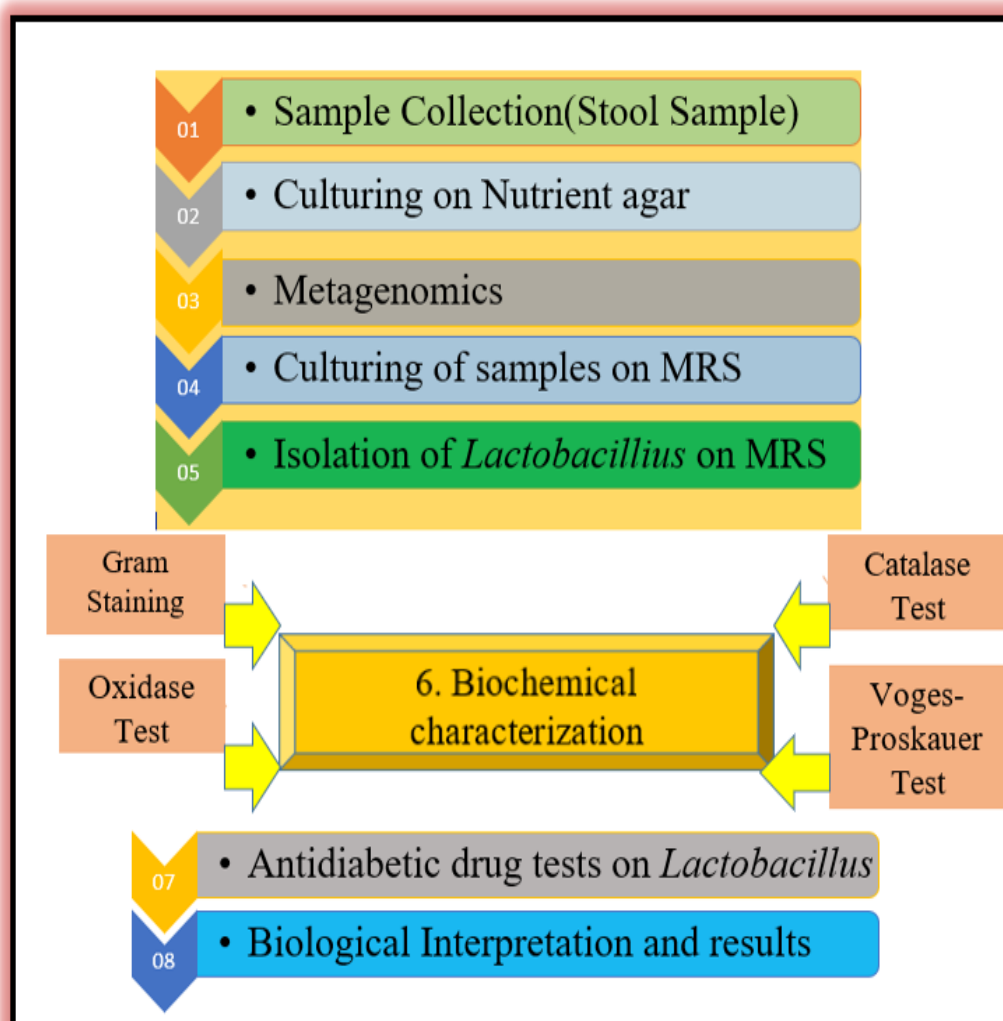 01
• Sample Collection(Stool Sample)
02
• Culturing on Nutrient agar
03
• Metagenomics
04
• Culturing of samples on MRS
05
• Isolation of Lactobacillius on MRS
Gram
Staining
Catalase
Test
Oxidase
Test
6. Biochemical
characterization
Voges-
Proskauer
Test
07
• Antidiabetic drug tests on Lactobacillus
08
• Biological Interpretation and results